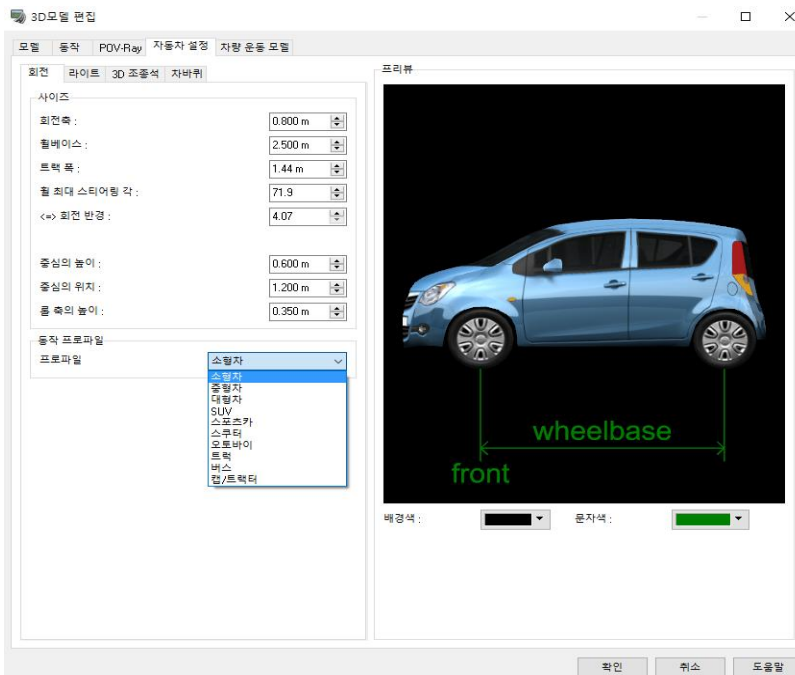 3D모델 편집
모델 동작 POV-Ray 자동차 설정 차량 운동 모델
회전 라이트 3D 조종석 차바퀴
사이즈
회전축 : 0.800 m
휠베이스 : 2.500 m
트랙 폭 : 1.44 m
휠 최대 스티어링 각 : 71.9
<=> 회전 반경 : 4.07
중심의 높이 : 0.600 m
중심의 위치 : 1.200 m
롤 축의 높이 : 0.350 m
동작 프로파일
프로파일 소형자
소형자
중형자
대형자
SUV
스포츠카
스쿠터
오토바이
트럭
버스
캡/트랙터
프리뷰
wheelbase
front
배경색 : 문자색 :
확인 취소 도움말